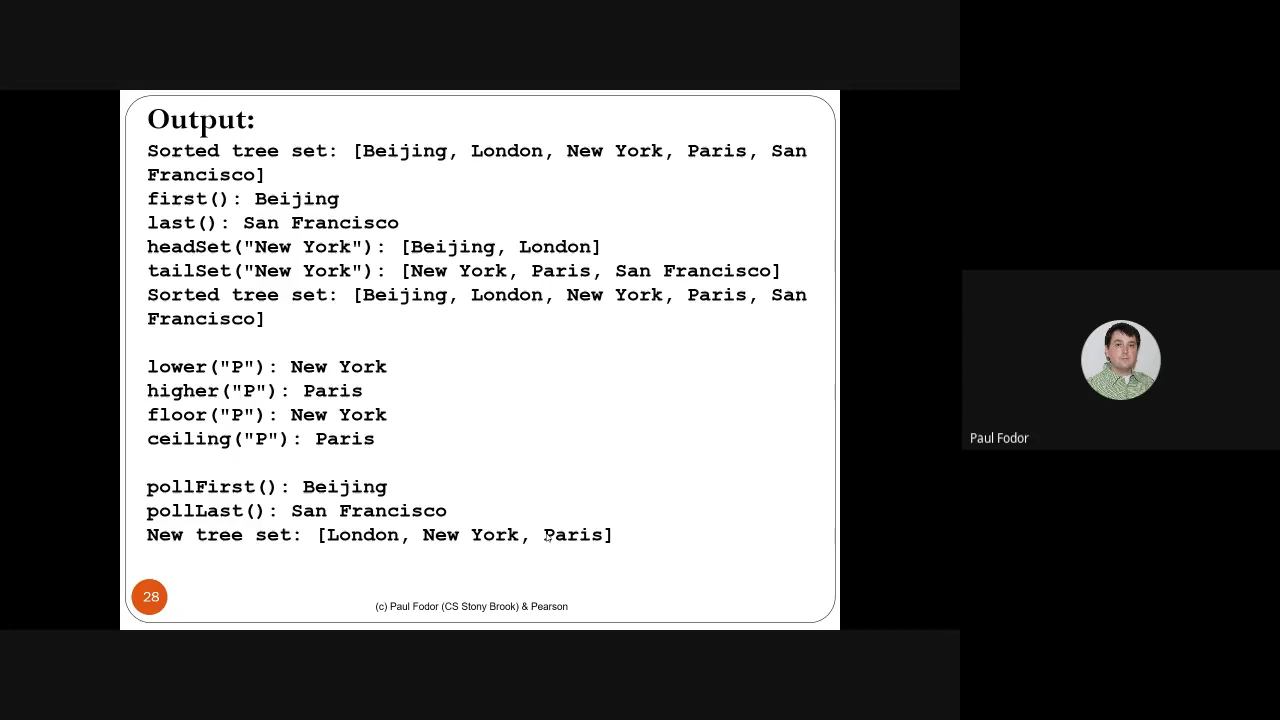 Output:
Sorted tree set: [Beijing, London, New York, Paris, San
Francisco]
first(): Beijing
last(): San Francisco
headSet("New York"): [Beijing, London]
tailSet("New York"): [New York, Paris, San Francisco]
Sorted tree set: [Beijing, London, New York, Paris, San
Francisco]
lower("P"): New York
higher("P"): Paris
floor("P"): New York
ceiling("P"): Paris
pollFirst(): Beijing
pollLast(): San Francisco
New tree set: [London, New York, Paris]
28
(c) Paul Fodor (CS Stony Brook) & Pearson
Paul Fodor